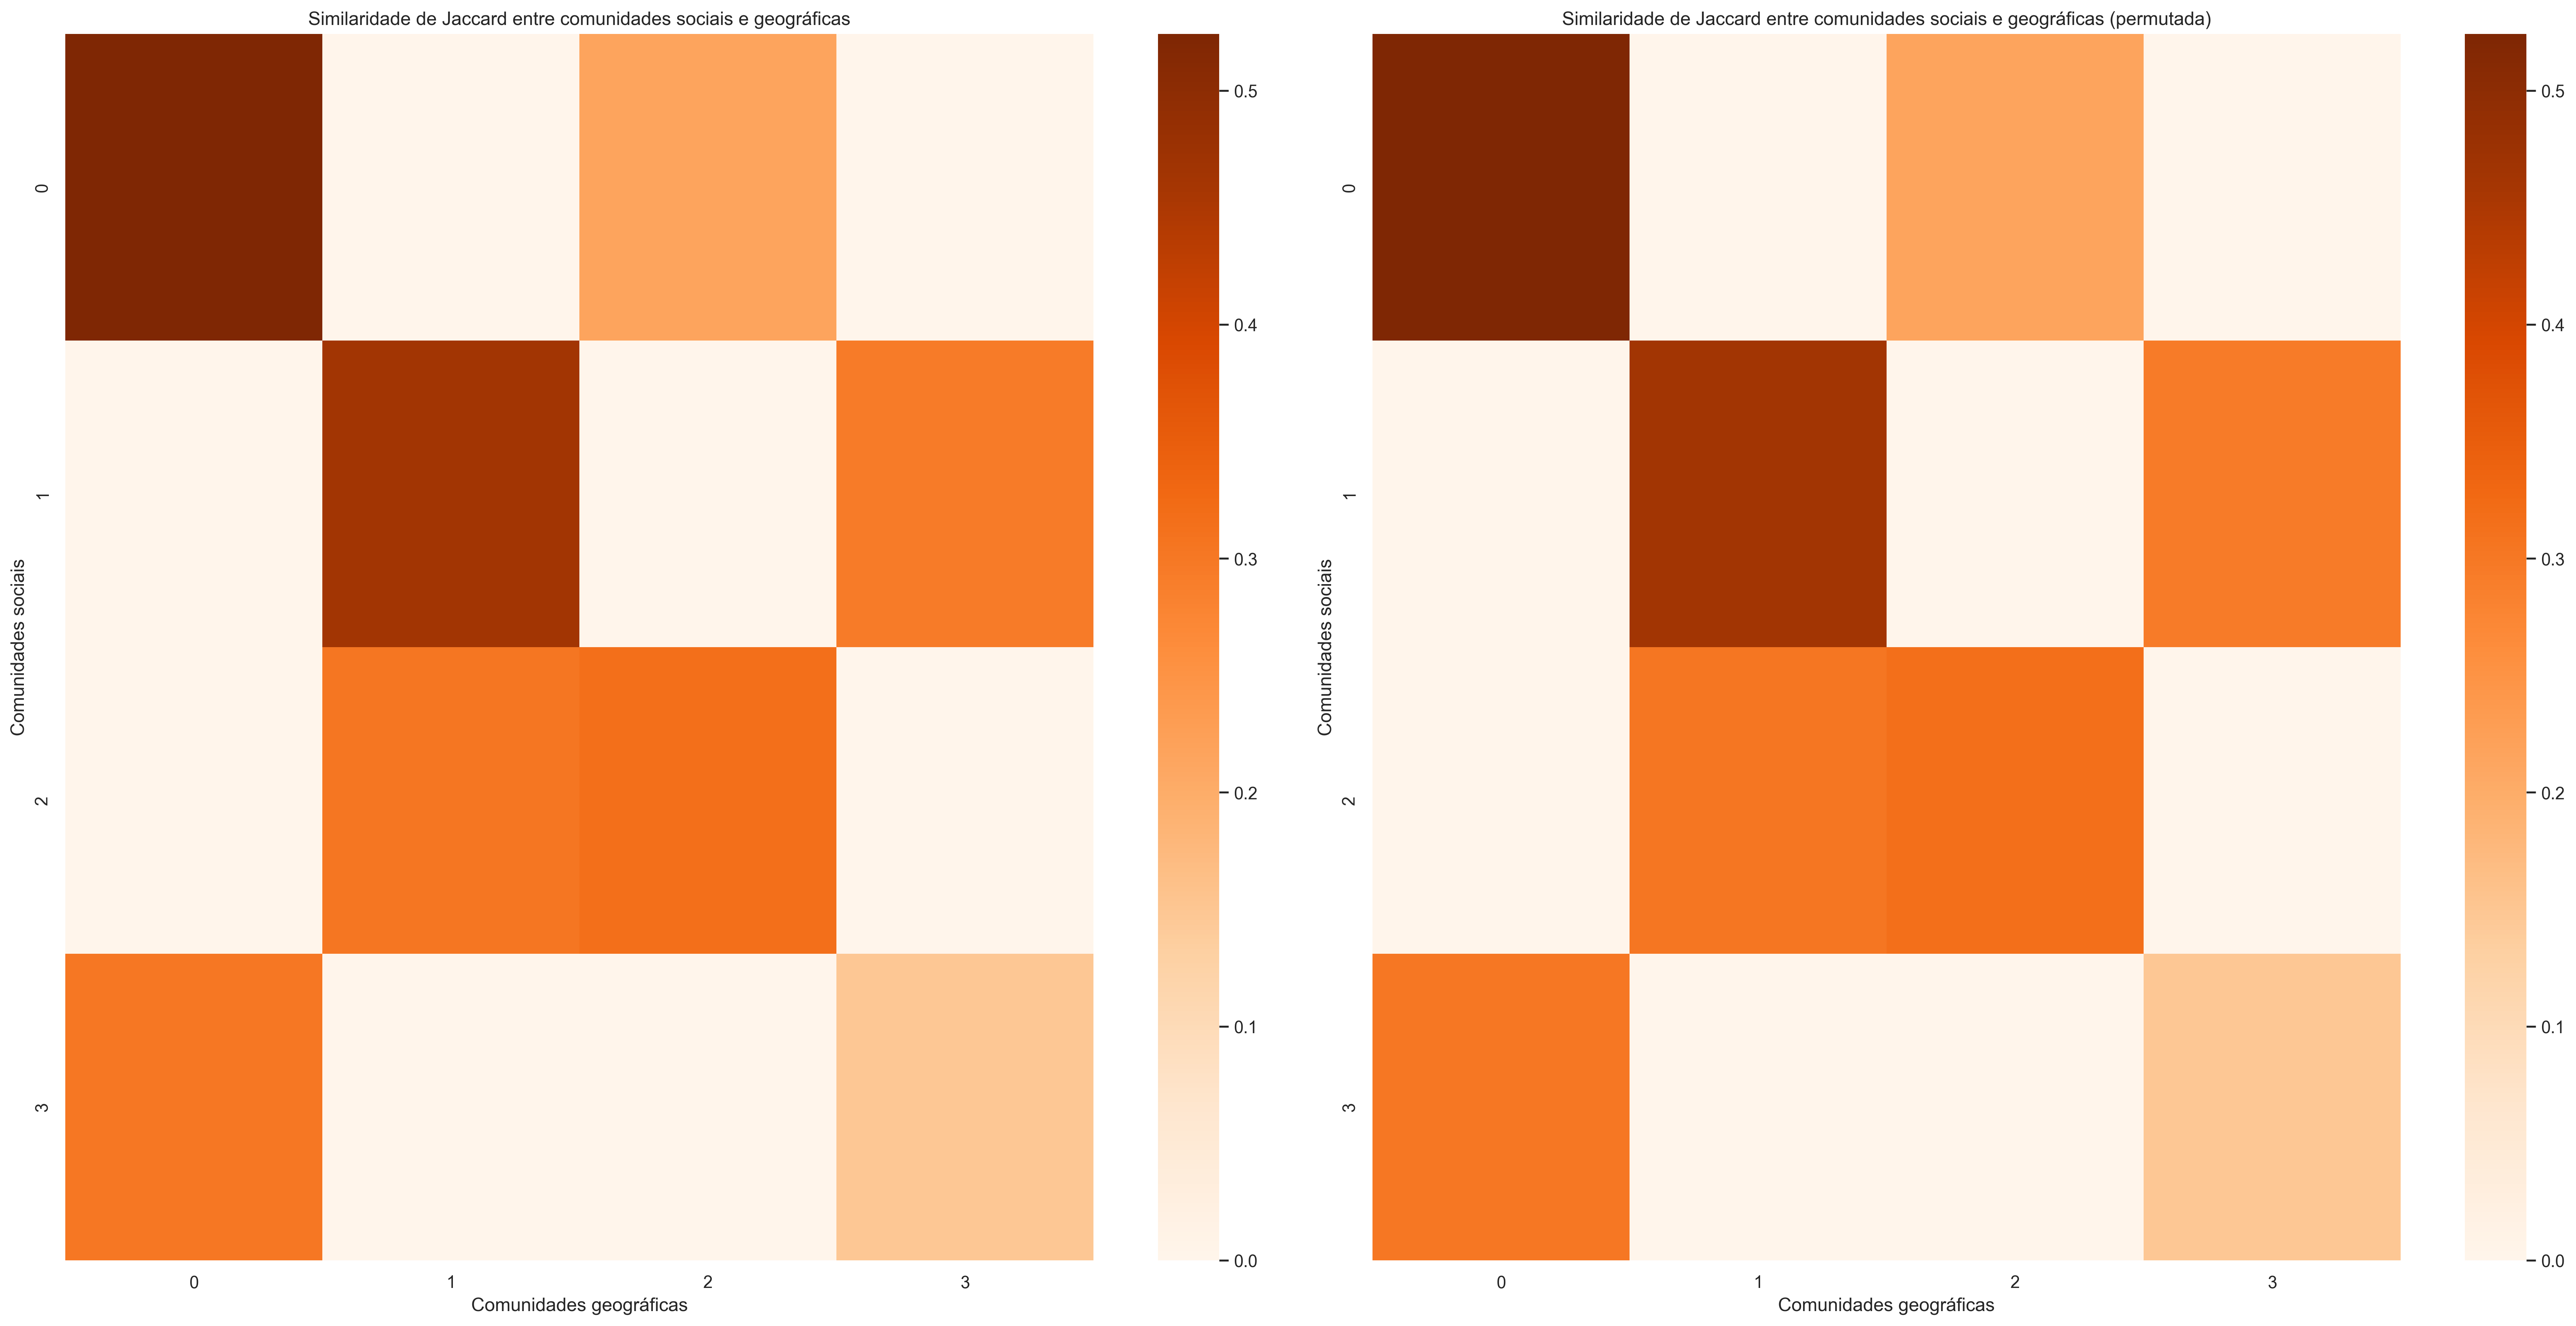 Similaridade de Jaccard entre comunidades sociais e geográficas
Comunidades sociais
0
1
2
3
0 1 2 3
Comunidades geográficas
0.5
0.4
0.3
0.2
0.1
0.0
Similaridade de Jaccard entre comunidades sociais e geográficas (permutada)
Comunidades sociais
0
1
2
3
0 1 2 3
Comunidades geográficas
0.5
0.4
0.3
0.2
0.1
0.0